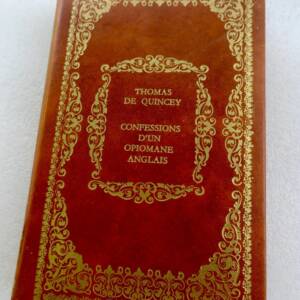 THOMAS
DE QUINCEY
CONFESSIONS
D'UN
OPIOMANE
ANGLAIS